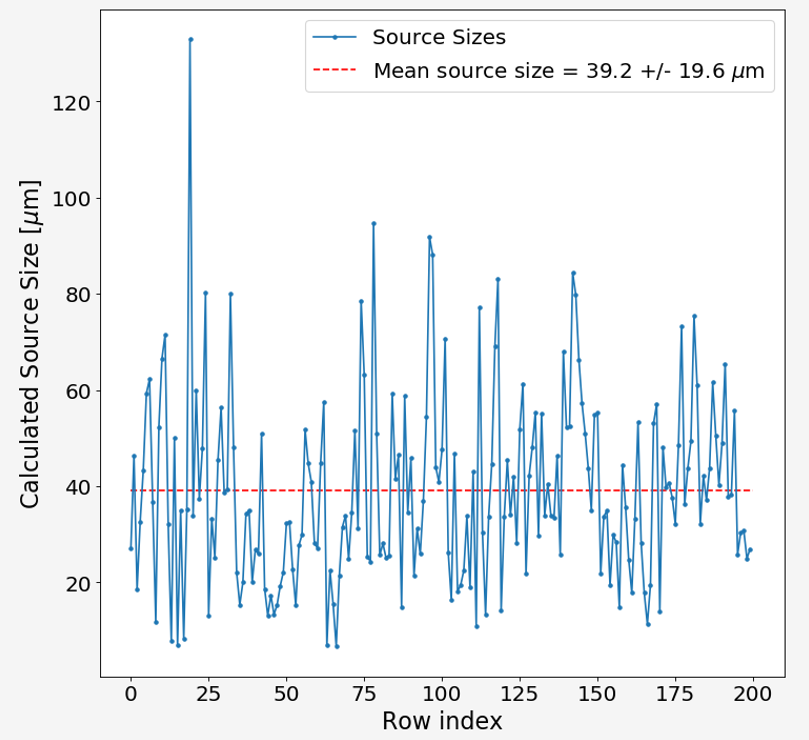 Source Sizes
Mean source size = 39.2 +/- 19.6 μm
Calculated Source Size [μm]
120
100
80
60
40
20
0 25 50 75 100 125 150 175 200
Row index